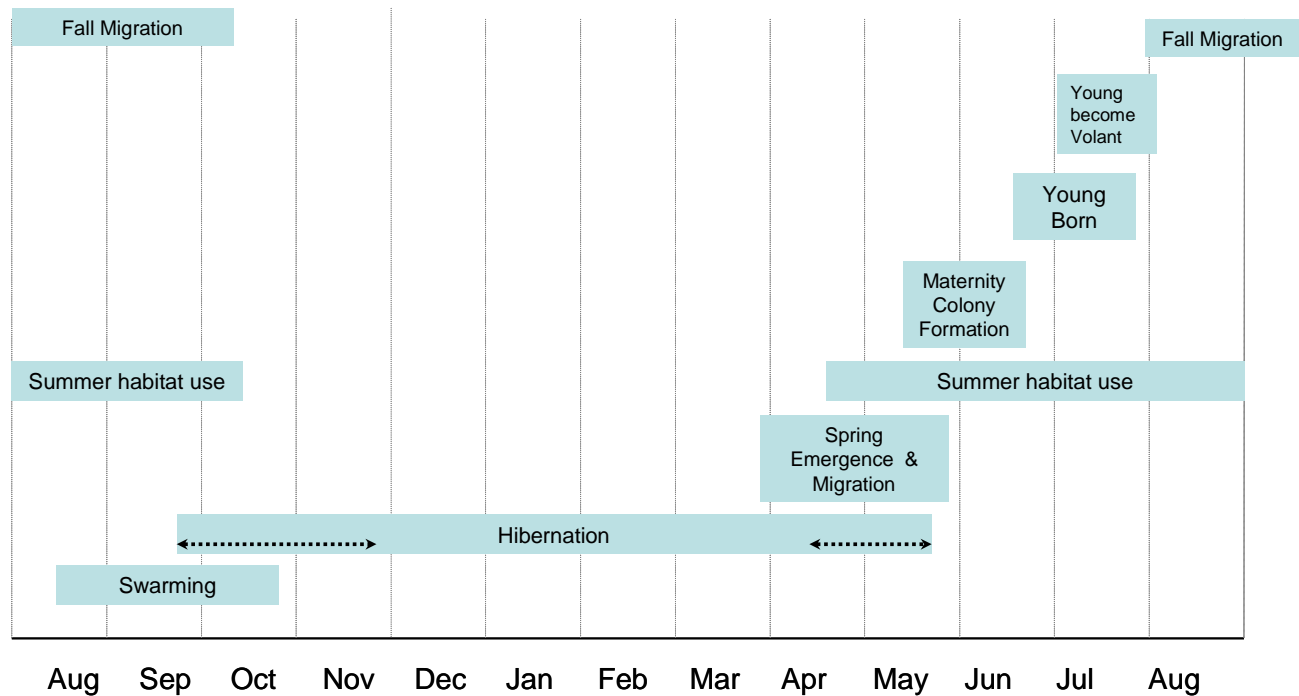 Fall Migration
Fall Migration
Young
become
Volant
Young
Born
Maternity
Colony
Formation
Summer habitat use
Summer habitat use
Spring
Emergence &
Migration
Hibernation
Swarming
Aug Sep Oct Nov Dec Jan Feb Mar Apr May Jun Jul Aug